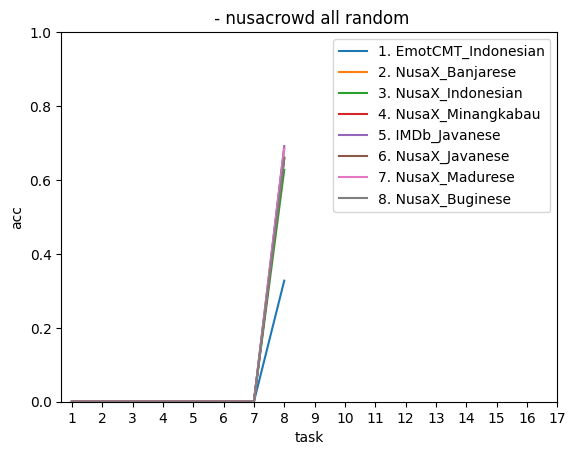 - nusacrowd all random
1.0
0.8
0.6
0.4
0.2
0.0
acc
1. EmotCMT_Indonesian
2. NusaX_Banjarese
3. NusaX_Indonesian
4. NusaX_Minangkabau
5. IMDb_Javanese
6. NusaX_Javanese
7. NusaX_Madurese
8. NusaX_Buginese
1 2 3 4 5 6 7 8 9 10 11 12 13 14 15 16 17
task